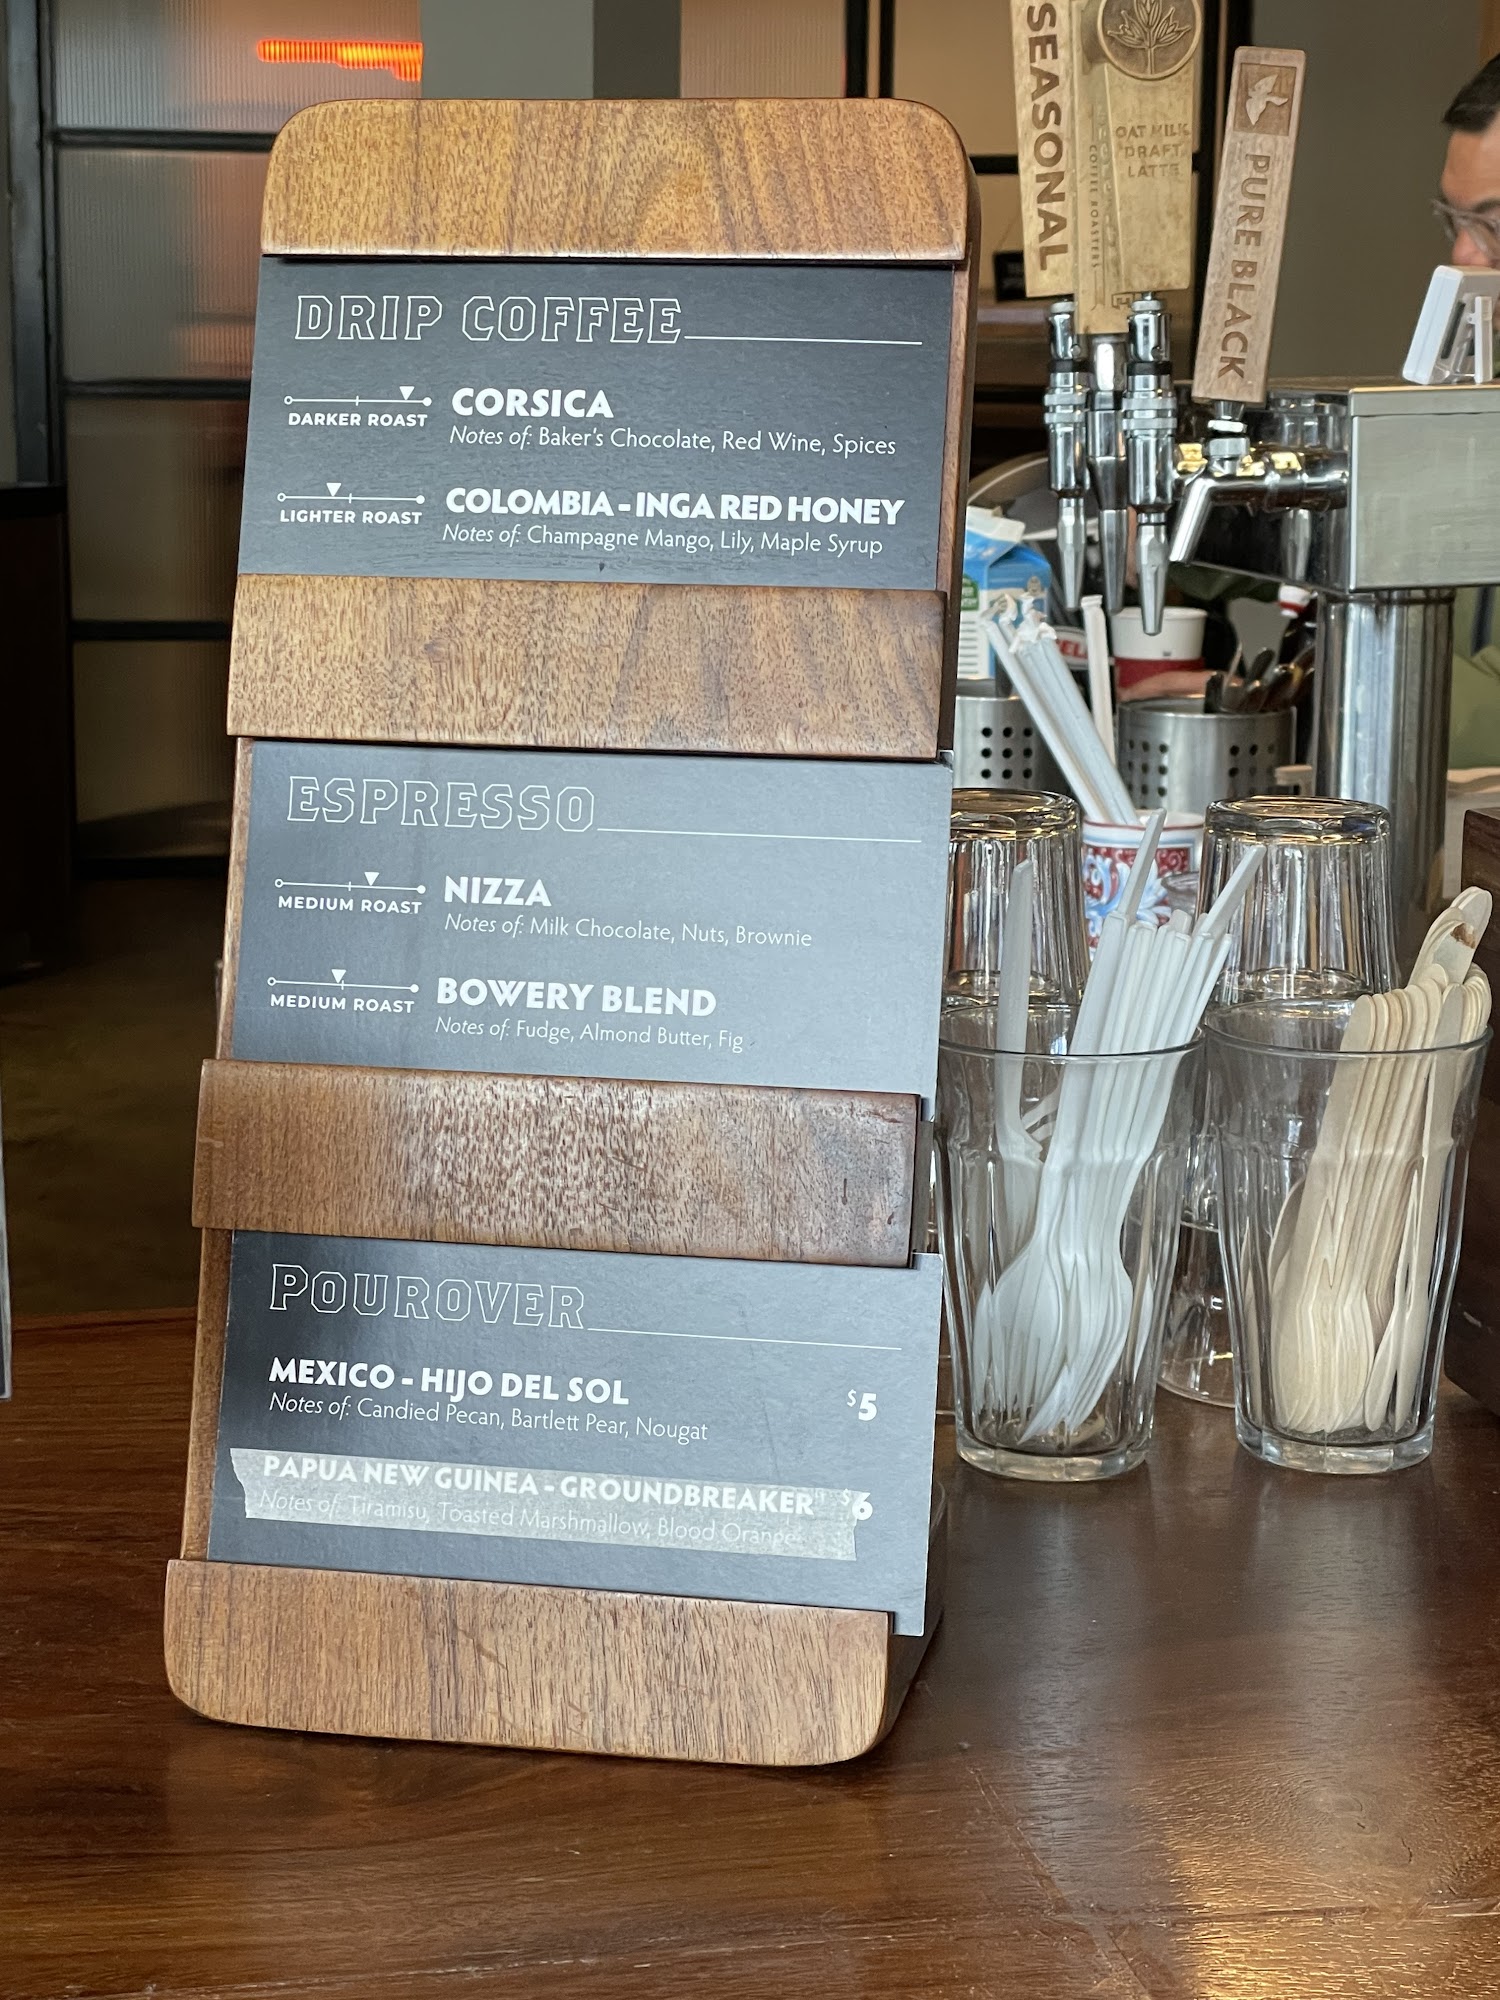 DRIP COFFEE
DARKER ROAST
CORSICA
Notes of: Baker's Chocolate, Red Wine, Spices
LIGHTER ROAST
COLOMBIA - INGA RED HONEY
Notes of: Champagne Mango, Lily, Maple Syrup
ESPRESSO
MEDIUM ROAST
NIZZA
Notes of: Milk Chocolate, Nuts, Brownie
MEDIUM ROAST
BOWERY BLEND
Notes of: Fudge, Almond Butter, Fig
POUROVER
MEXICO - HIJO DEL SOL $5
Notes of: Candied Pecan, Bartlett Pear, Nougat
PAPUA NEW GUINEA - GROUNDBREAKER $6
Notes of: Tiramisu, Toasted Marshmallow, Blood Orange
SEASONAL
COFFEE ROASTERS
OAT MILK
DRAFT
LATTE
PURE BLACK